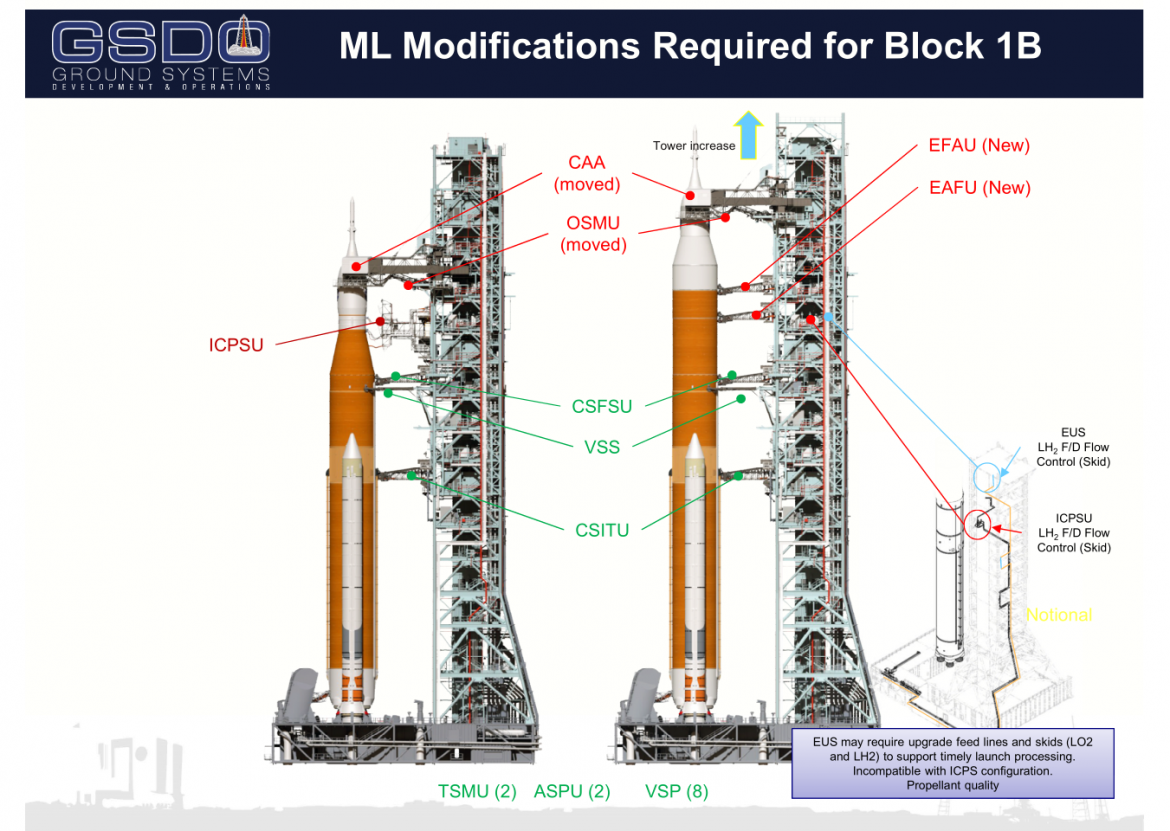 GSDO
GROUND SYSTEMS
DEVELOPMENT & OPERATIONS
ML Modifications Required for Block 1B
Tower increase
CAA
(moved)
OSMU
(moved)
EFAU (New)
EAFU (New)
ICPSU
CSFSU
VSS
CSITU
EUS
LH₂ F/D Flow
Control (Skid)
ICPSU
LH₂ F/D Flow
Control (Skid)
Notional
EUS may require upgrade feed lines and skids (LO2
and LH2) to support timely launch processing.
Incompatible with ICPS configuration.
Propellant quality
TSMU (2) ASPU (2) VSP (8)